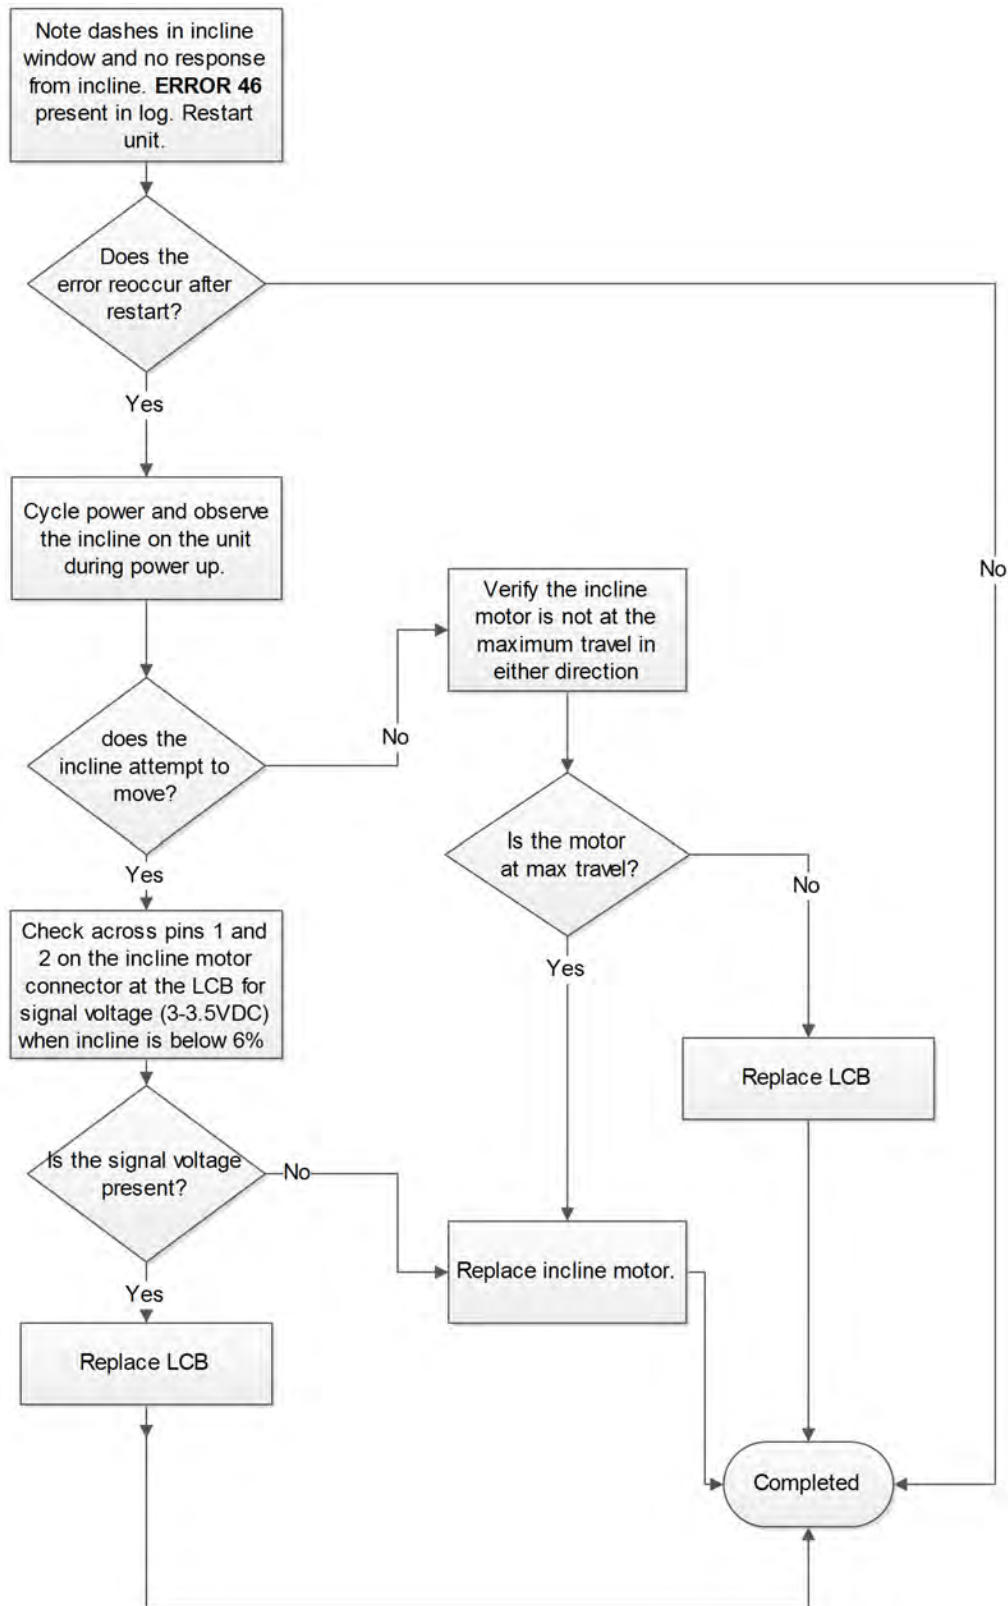 Note dashes in incline
window and no response
from incline. ERROR 46
present in log. Restart
unit.
Does the
error reoccur after
restart?
Yes
No
Cycle power and observe
the incline on the unit
during power up.
Verify the incline
motor is not at the
maximum travel in
either direction
does the
incline attempt to
move?
No
Yes
Is the motor
at max travel?
No
Yes
Check across pins 1 and
2 on the incline motor
connector at the LCB for
signal voltage (3-3.5VDC)
when incline is below 6%
Replace LCB
Is the signal voltage
present?
No
Yes
Replace incline motor.
Replace LCB
Completed